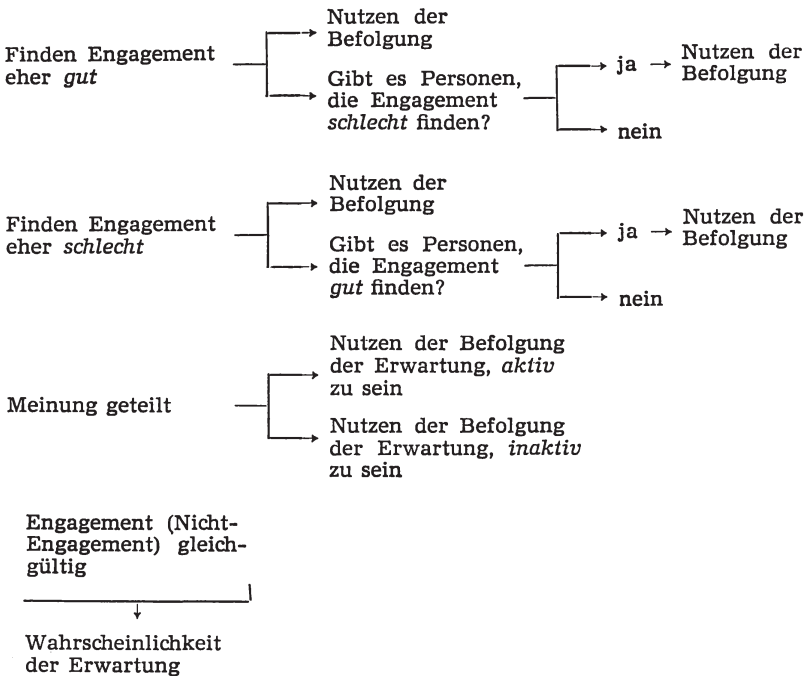 Finden Engagement
eher gut
Nutzen der
Befolgung
Gibt es Personen,
die Engagement
schlecht finden?
ja
Nutzen der
Befolgung
nein
Finden Engagement
eher schlecht
Nutzen der
Befolgung
Gibt es Personen,
die Engagement
gut finden?
ja
Nutzen der
Befolgung
nein
Meinung geteilt
Nutzen der Befolgung
der Erwartung, aktiv
zu sein
Nutzen der Befolgung
der Erwartung, inaktiv
zu sein
Engagement (Nicht-
Engagement) gleich-
gültig
Wahrscheinlichkeit
der Erwartung